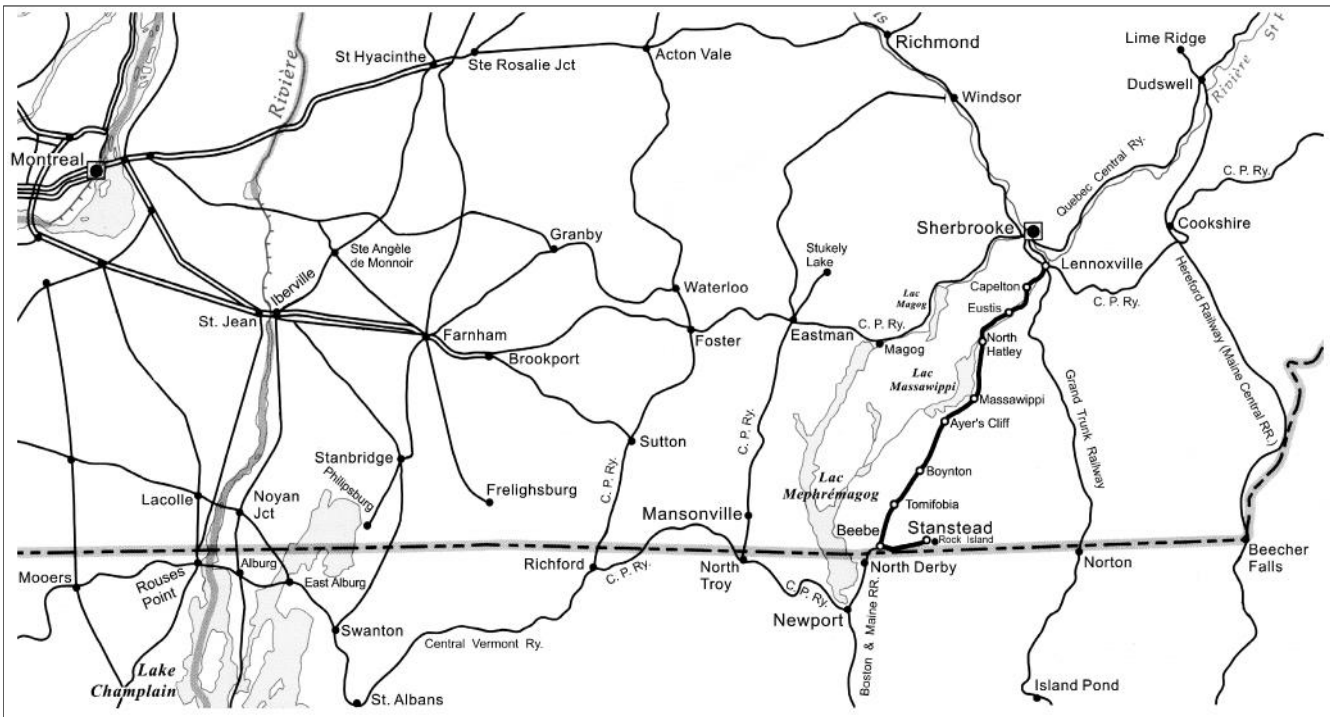 Richmond
Lime Ridge
St Hyacinthe
Ste Rosalie Jct
Acton Vale
Rivière
Dudswell
Rivière St
Windsor
Montreal
Quebec Central Ry.
C. P. Ry.
Sherbrooke
Cookshire
Granby
Ste Angèle
de Monnoir
Stukely
Lake
Lennoxville
Iberville
Waterloo
Lac
Magog
Capelton
C. P. Ry.
Hereford Railway (Maine Central RR.)
St. Jean
Eustis
Farnham
Foster
Eastman
C. P. Ry.
Magog
North
Hatley
Brookport
Lac
Massawippi
Grand Trunk Railway
Massawippi
C. P. Ry.
Ayer's Cliff
Sutton
Stanbridge
Philipsburg
Frelighsburg
C. P. Ry.
Lac
Mephrémagog
Boynton
Lacolle
Noyan
Jct
Tomifobia
Mansonville
Beebe
Stanstead
Rock Island
Mooers
Rouses
Point
Alburg
East Alburg
Richford
C. P. Ry.
North
Troy
C. P. Ry.
North Derby
Norton
Beecher
Falls
Newport
Boston & Maine RR.
Swanton
Central Vermont Ry.
Lake
Champlain
St. Albans
Island Pond